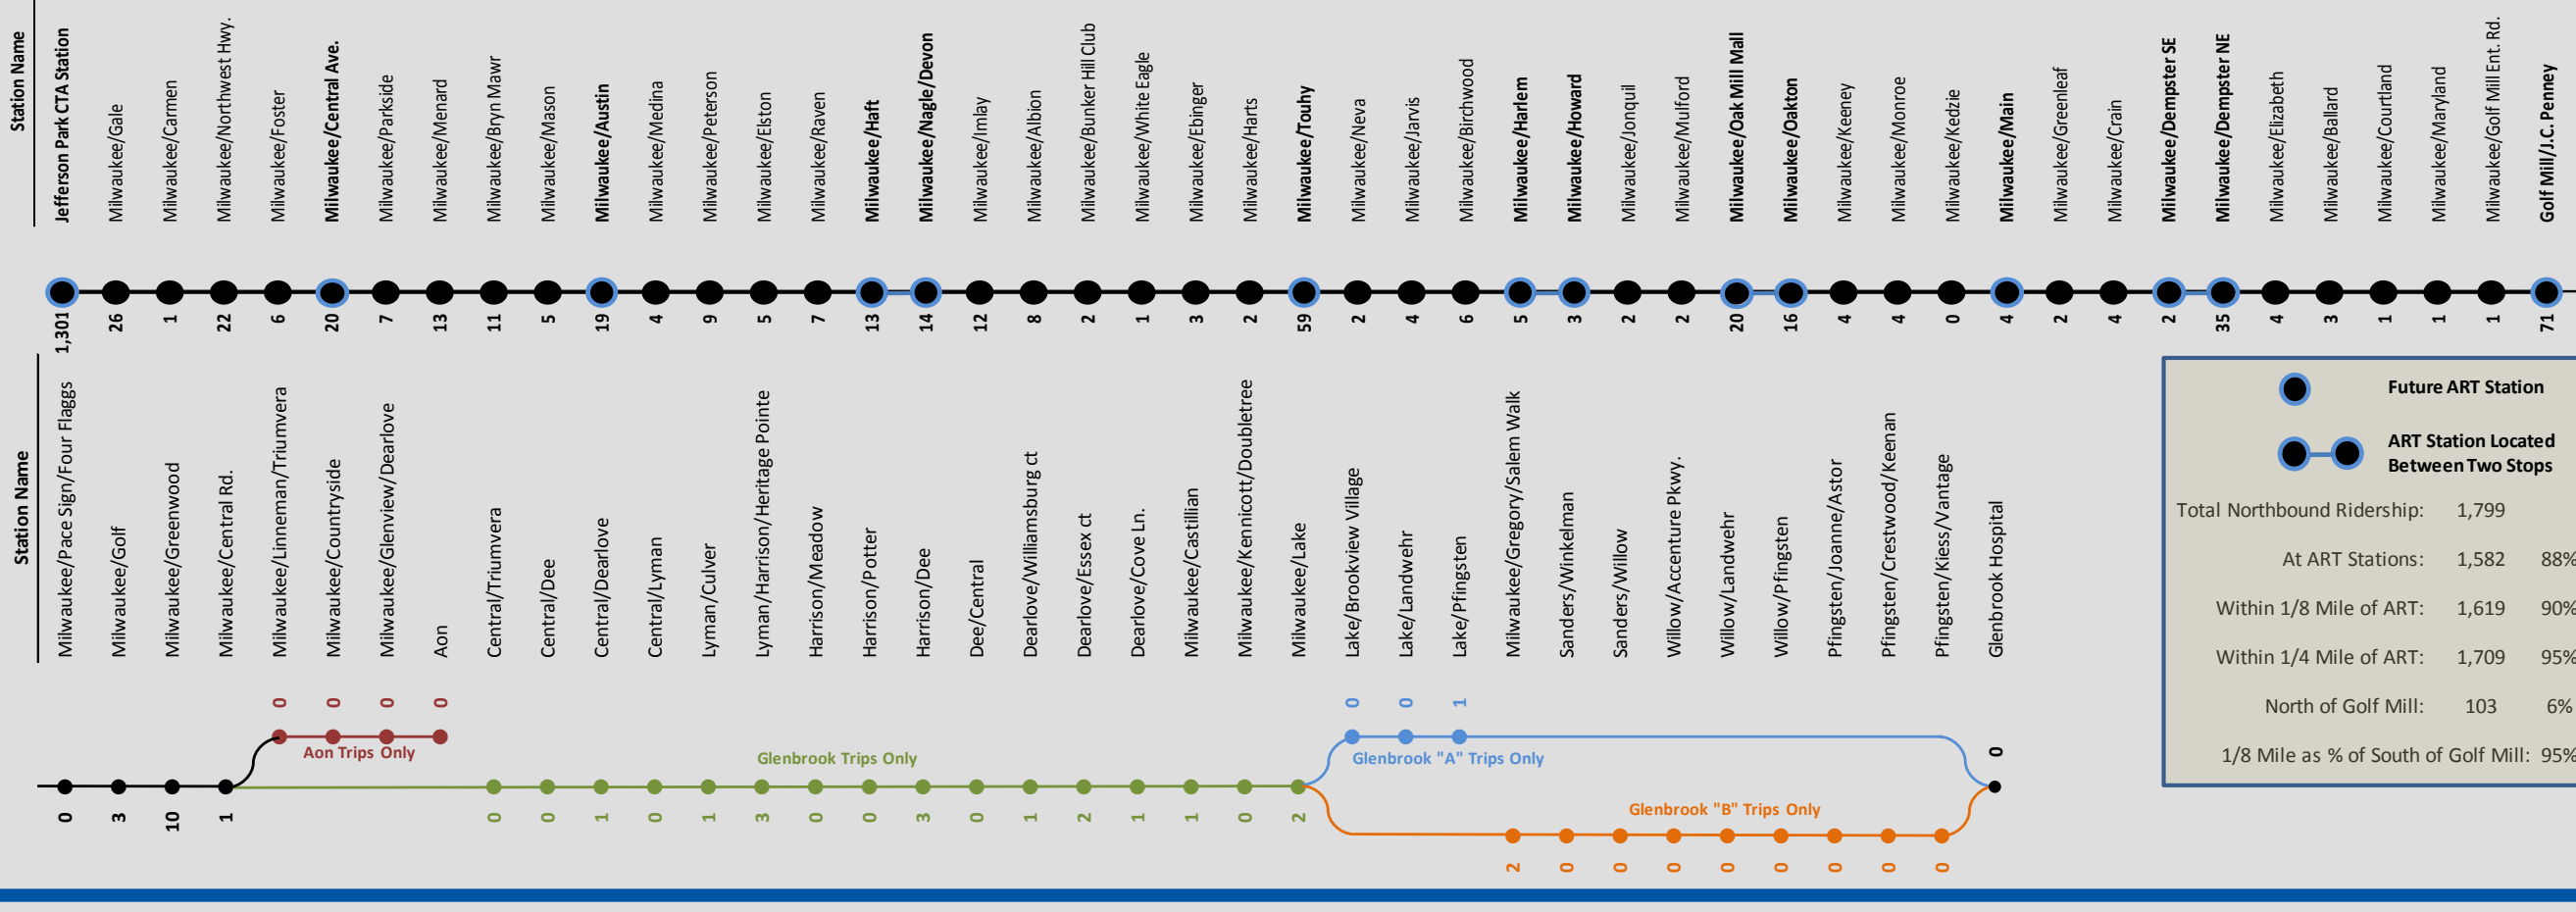 Station Name
Jefferson Park CTA Station
Milwaukee/Gale
Milwaukee/Carmen
Milwaukee/Northwest Hwy.
Milwaukee/Foster
Milwaukee/Central Ave.
Milwaukee/Parkside
Milwaukee/Menard
Milwaukee/Bryn Mawr
Milwaukee/Mason
Milwaukee/Austin
Milwaukee/Medina
Milwaukee/Peterson
Milwaukee/Elston
Milwaukee/Raven
Milwaukee/Haft
Milwaukee/Nagle/Devon
Milwaukee/Imlay
Milwaukee/Albion
Milwaukee/Bunker Hill Club
Milwaukee/White Eagle
Milwaukee/Ebinger
Milwaukee/Harts
Milwaukee/Touhy
Milwaukee/Neva
Milwaukee/Jarvis
Milwaukee/Birchwood
Milwaukee/Harlem
Milwaukee/Howard
Milwaukee/Jonquil
Milwaukee/Mulford
Milwaukee/Oak Mill Mall
Milwaukee/Oakton
Milwaukee/Keeney
Milwaukee/Monroe
Milwaukee/Kedzie
Milwaukee/Main
Milwaukee/Greenleaf
Milwaukee/Crain
Milwaukee/Dempster SE
Milwaukee/Dempster NE
Milwaukee/Elizabeth
Milwaukee/Ballard
Milwaukee/Courtland
Milwaukee/Maryland
Milwaukee/Golf Mill Ent. Rd.
Golf Mill/J.C. Penney
1,301
26
1
22
6
20
7
13
11
5
19
4
9
5
7
13
14
12
8
2
1
3
2
59
2
4
6
5
3
2
2
20
16
4
4
0
4
2
4
2
35
4
3
1
1
1
71
Station Name
Milwaukee/Pace Sign/Four Flaggs
Milwaukee/Golf
Milwaukee/Greenwood
Milwaukee/Central Rd.
Milwaukee/Linneman/Triumvera
Milwaukee/Countryside
Milwaukee/Glenview/Dearlove
Aon
Central/Triumvera
Central/Dee
Central/Dearlove
Central/Lyman
Lyman/Culver
Lyman/Harrison/Heritage Pointe
Harrison/Meadow
Harrison/Potter
Harrison/Dee
Dee/Central
Dearlove/Williamsburg ct
Dearlove/Essex ct
Dearlove/Cove Ln.
Milwaukee/Castillian
Milwaukee/Kennicott/Doubletree
Milwaukee/Lake
Lake/Brookview Village
Lake/Landwehr
Lake/Pfingsten
Milwaukee/Gregory/Salem Walk
Sanders/Winkelman
Sanders/Willow
Willow/Accenture Pkwy.
Willow/Landwehr
Willow/Pfingsten
Pfingsten/Joanne/Astor
Pfingsten/Crestwood/Keenan
Pfingsten/Kiess/Vantage
Glenbrook Hospital
0
0
0
0
Aon Trips Only
0
3
10
1
Glenbrook Trips Only
0
0
1
0
1
3
0
0
3
0
1
2
1
1
0
2
0
0
1
Glenbrook "A" Trips Only
Glenbrook "B" Trips Only
2
0
0
0
0
0
0
0
0
0
Future ART Station
ART Station Located
Between Two Stops
Total Northbound Ridership: 1,799
At ART Stations: 1,582 88%
Within 1/8 Mile of ART: 1,619 90%
Within 1/4 Mile of ART: 1,709 95%
North of Golf Mill: 103 6%
1/8 Mile as % of South of Golf Mill: 95%